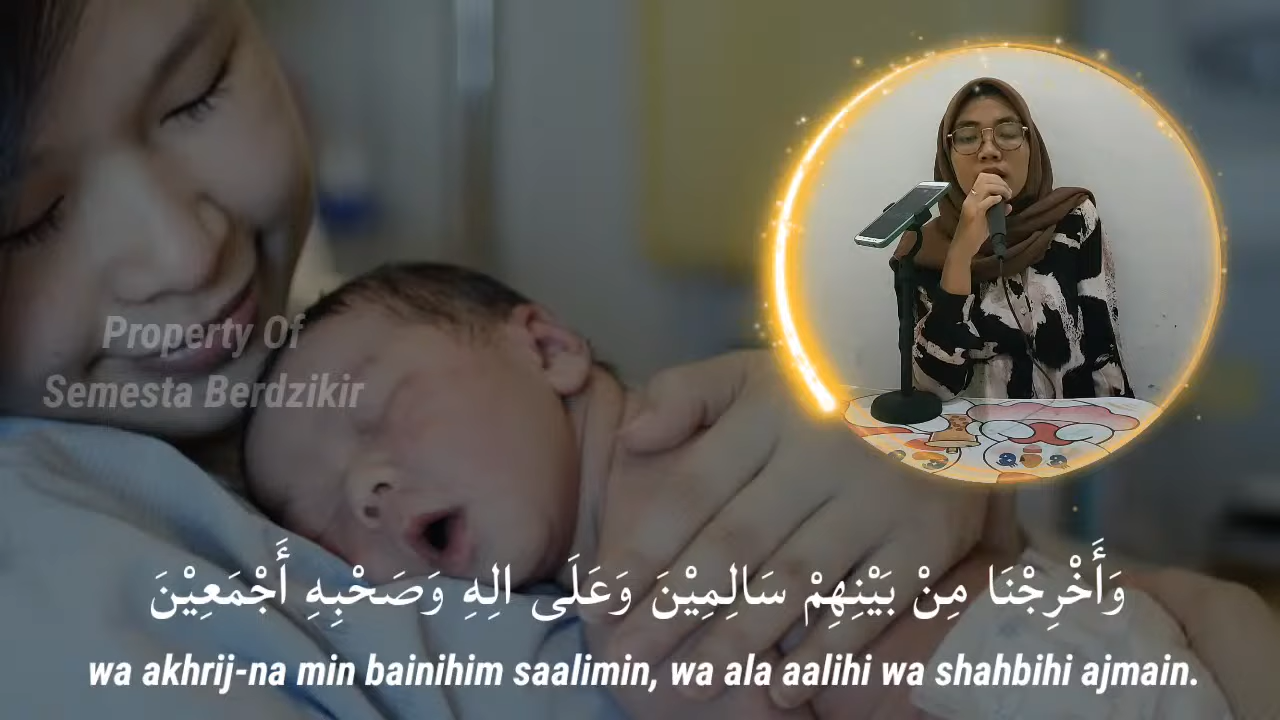 Property Of
Semesta Berdzikir
وَأَخْرِجْنَا مِنْ بَيْنِهِمْ سَالِمِيْنَ وَعَلَى الِهِ وَصَحْبِهِ أَجْمَعِيْنَ
wa akhrij-na min bainihim saalimin, wa ala aalihi wa shahbihi ajmain.